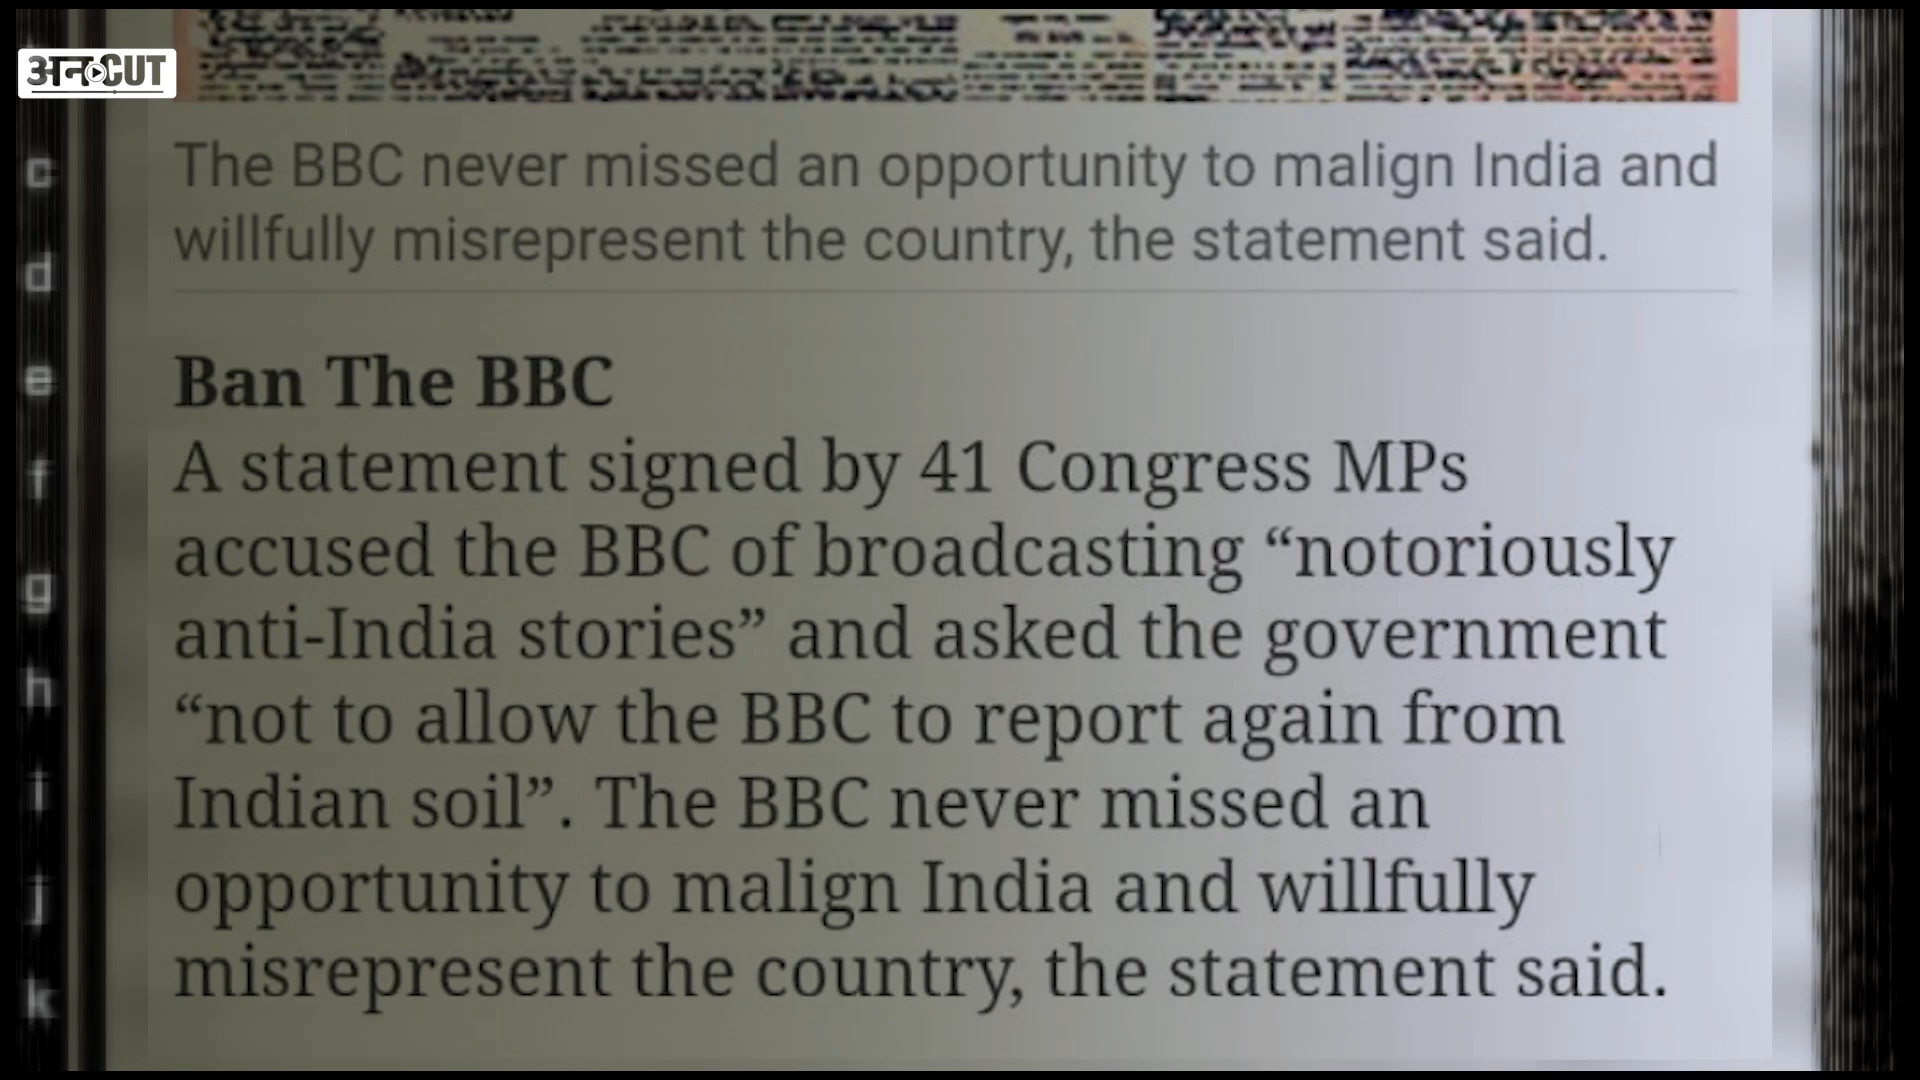 अनCUT
The BBC never missed an opportunity to malign India and
willfully misrepresent the country, the statement said.
Ban The BBC
A statement signed by 41 Congress MPs
accused the BBC of broadcasting “notoriously
anti-India stories” and asked the government
“not to allow the BBC to report again from
Indian soil”. The BBC never missed an
opportunity to malign India and willfully
misrepresent the country, the statement said.
c
d
e
f
g
h
i
j
k